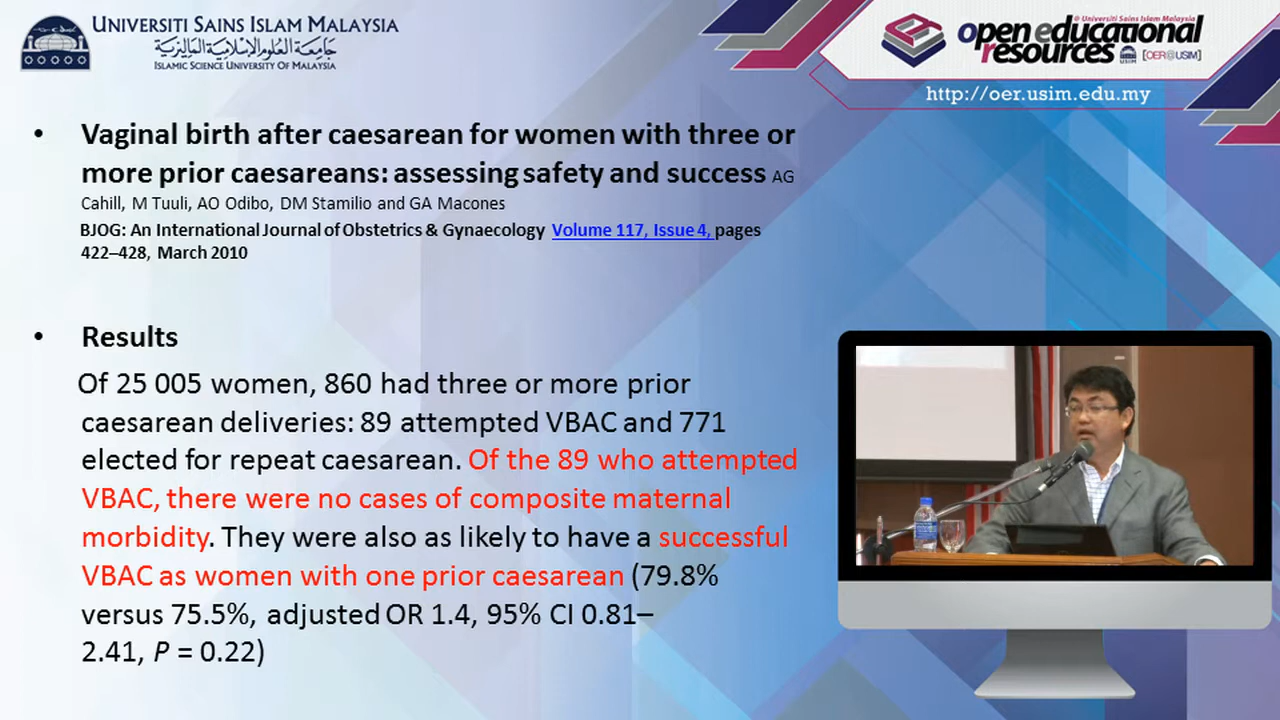 UNIVERSITI SAINS ISLAM MALAYSIA
جامعة العلوم الإسلامية الماليزية
ISLAMIC SCIENCE UNIVERSITY OF MALAYSIA
@ Universiti Sains Islam Malaysia
open educational
resources
USIM
[OER@USIM]
http://oer.usim.edu.my
• Vaginal birth after caesarean for women with three or
more prior caesareans: assessing safety and success AG
Cahill, M Tuuli, AO Odibo, DM Stamilio and GA Macones
BJOG: An International Journal of Obstetrics & Gynaecology Volume 117, Issue 4, pages
422–428, March 2010
• Results
Of 25 005 women, 860 had three or more prior
caesarean deliveries: 89 attempted VBAC and 771
elected for repeat caesarean. Of the 89 who attempted
VBAC, there were no cases of composite maternal
morbidity. They were also as likely to have a successful
VBAC as women with one prior caesarean (79.8%
versus 75.5%, adjusted OR 1.4, 95% CI 0.81–
2.41, P = 0.22)